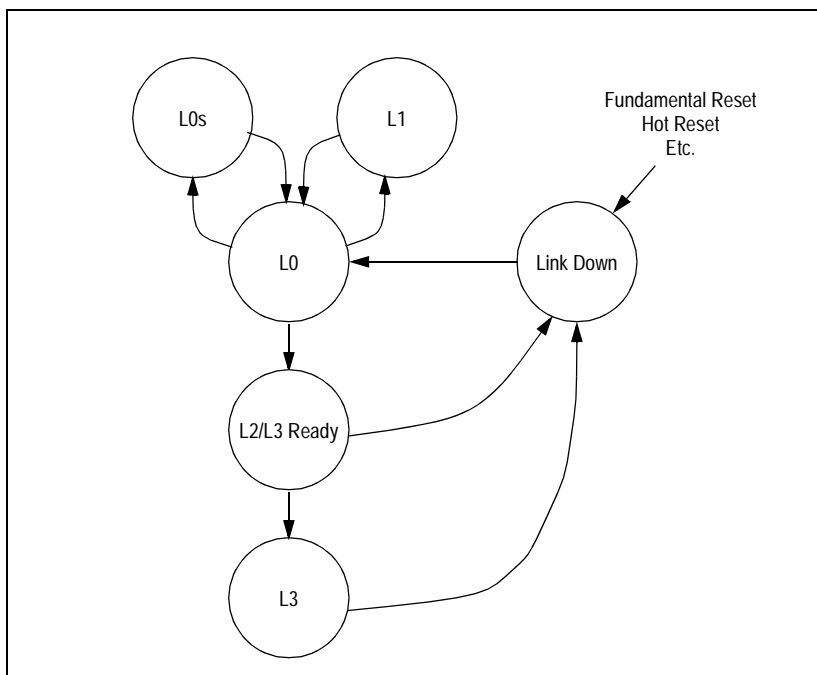 L0s
L1
Fundamental Reset
Hot Reset
Etc.
L0
Link Down
L2/L3 Ready
L3